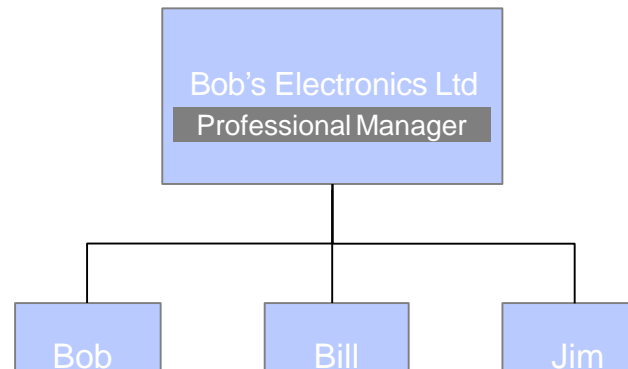 Bob’s Electronics Ltd
Professional Manager
Bob
Bill
Jim